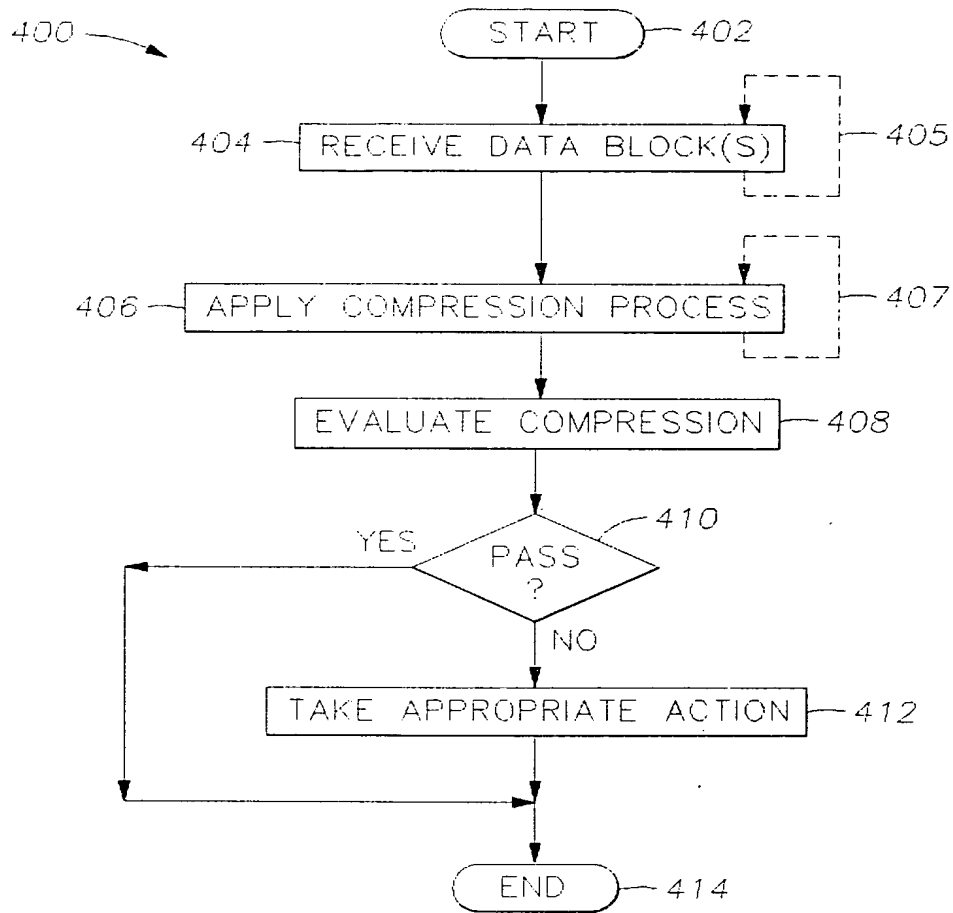 400
START
402
404
RECEIVE DATA BLOCK(S)
405
406
APPLY COMPRESSION PROCESS
407
EVALUATE COMPRESSION
408
410
YES
PASS
?
NO
TAKE APPROPRIATE ACTION
412
END
414